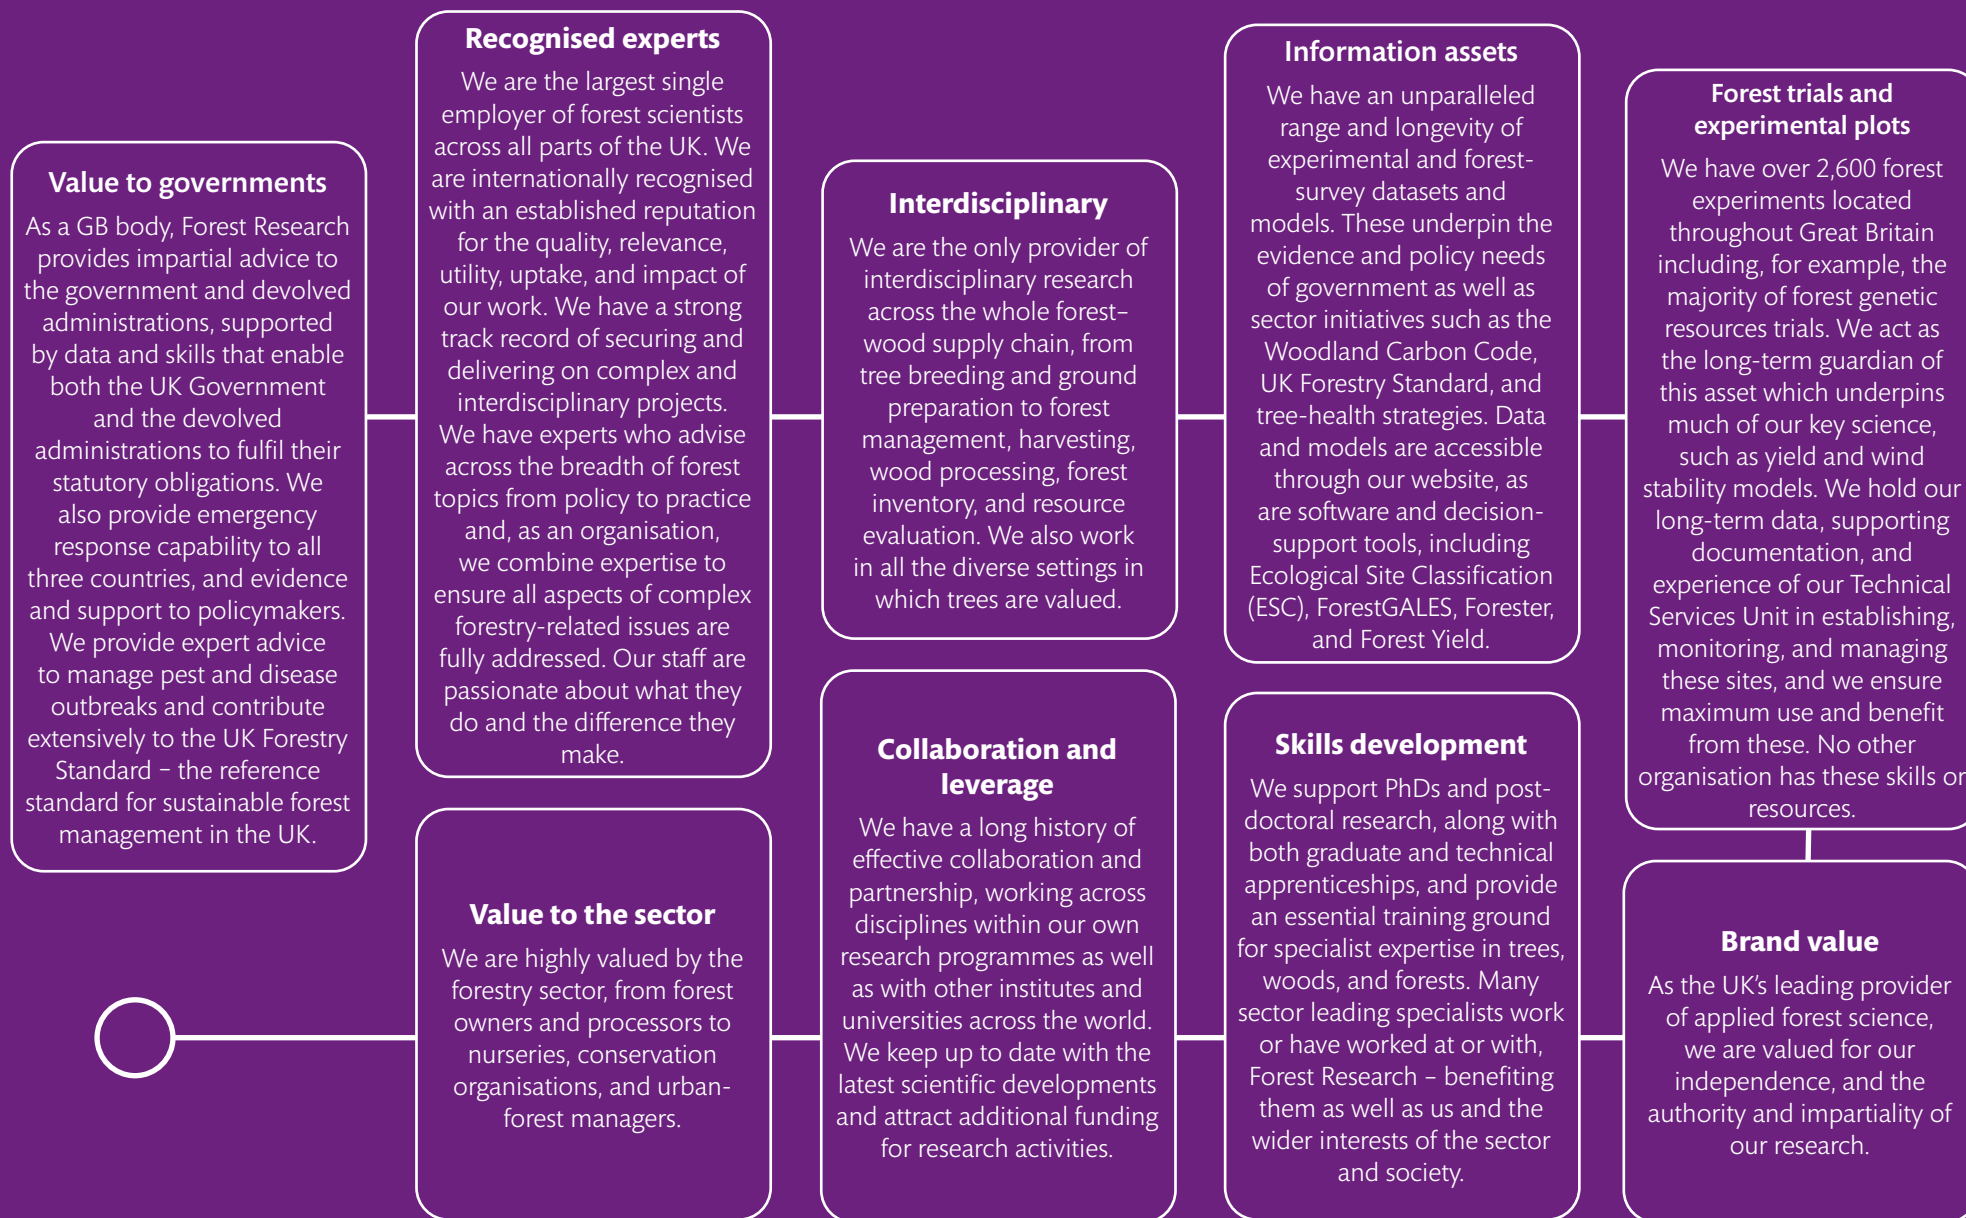 Value to governments
As a GB body, Forest Research
provides impartial advice to
the government and devolved
administrations, supported
by data and skills that enable
both the UK Government
and the devolved
administrations to fulfil their
statutory obligations. We
also provide emergency
response capability to all
three countries, and evidence
and support to policymakers.
We provide expert advice
to manage pest and disease
outbreaks and contribute
extensively to the UK Forestry
Standard – the reference
standard for sustainable forest
management in the UK.
Recognised experts
We are the largest single
employer of forest scientists
across all parts of the UK. We
are internationally recognised
with an established reputation
for the quality, relevance,
utility, uptake, and impact of
our work. We have a strong
track record of securing and
delivering on complex and
interdisciplinary projects.
We have experts who advise
across the breadth of forest
topics from policy to practice
and, as an organisation,
we combine expertise to
ensure all aspects of complex
forestry-related issues are
fully addressed. Our staff are
passionate about what they
do and the difference they
make.
Interdisciplinary
We are the only provider of
interdisciplinary research
across the whole forest–
wood supply chain, from
tree breeding and ground
preparation to forest
management, harvesting,
wood processing, forest
inventory, and resource
evaluation. We also work
in all the diverse settings in
which trees are valued.
Information assets
We have an unparalleled
range and longevity of
experimental and forest-
survey datasets and
models. These underpin the
evidence and policy needs
of government as well as
sector initiatives such as the
Woodland Carbon Code,
UK Forestry Standard, and
tree-health strategies. Data
and models are accessible
through our website, as
are software and decision-
support tools, including
Ecological Site Classification
(ESC), ForestGALES, Forester,
and Forest Yield.
Forest trials and
experimental plots
We have over 2,600 forest
experiments located
throughout Great Britain
including, for example, the
majority of forest genetic
resources trials. We act as
the long-term guardian of
this asset which underpins
much of our key science,
such as yield and wind
stability models. We hold our
long-term data, supporting
documentation, and
experience of our Technical
Services Unit in establishing,
monitoring, and managing
these sites, and we ensure
maximum use and benefit
from these. No other
organisation has these skills or
resources.
Value to the sector
We are highly valued by the
forestry sector, from forest
owners and processors to
nurseries, conservation
organisations, and urban-
forest managers.
Collaboration and
leverage
We have a long history of
effective collaboration and
partnership, working across
disciplines within our own
research programmes as well
as with other institutes and
universities across the world.
We keep up to date with the
latest scientific developments
and attract additional funding
for research activities.
Skills development
We support PhDs and post-
doctoral research, along with
both graduate and technical
apprenticeships, and provide
an essential training ground
for specialist expertise in trees,
woods, and forests. Many
sector leading specialists work
or have worked at or with,
Forest Research – benefiting
them as well as us and the
wider interests of the sector
and society.
Brand value
As the UK’s leading provider
of applied forest science,
we are valued for our
independence, and the
authority and impartiality of
our research.